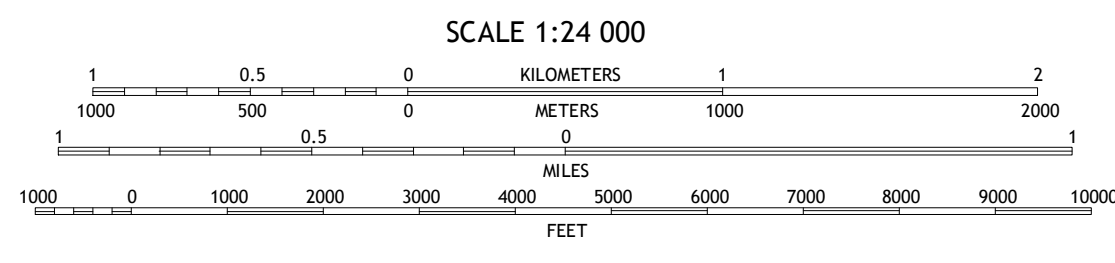 SCALE 1:24 000
1 0.5 0 KILOMETERS 1 2
1000 500 0 METERS 1000 2000
1 0.5 0 1
MILES
1000 0 1000 2000 3000 4000 5000 6000 7000 8000 9000 10000
FEET